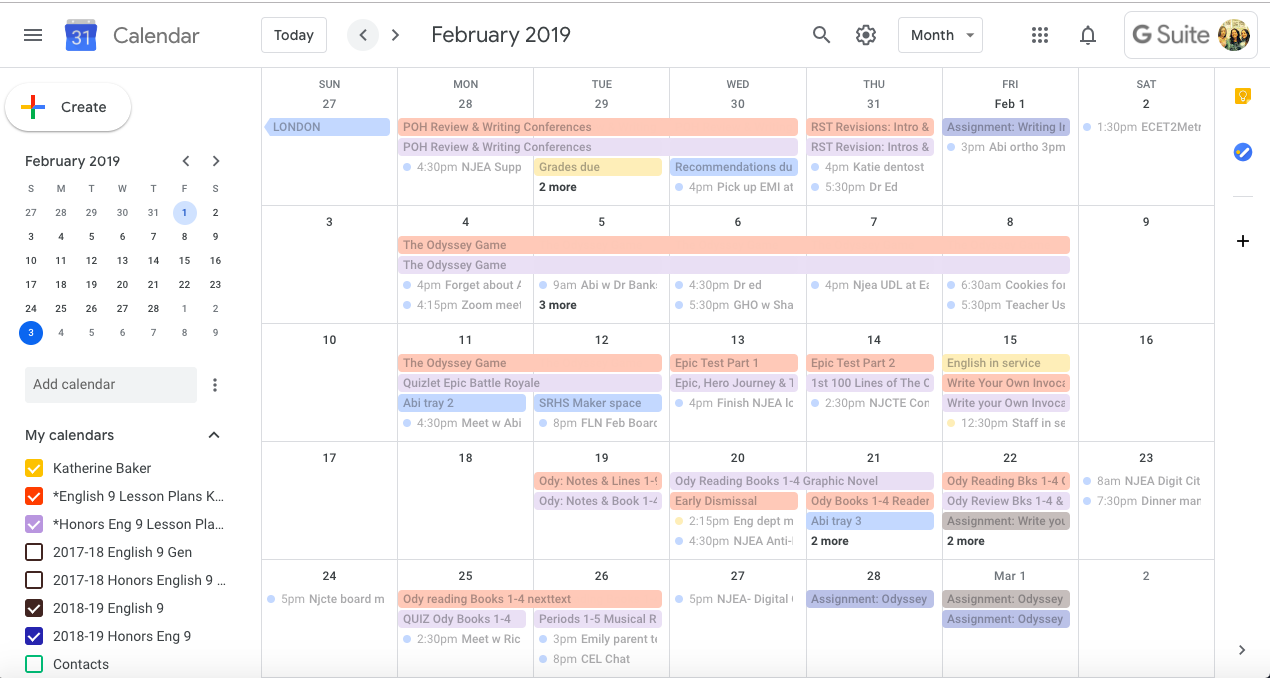 31 Calendar Today February 2019 Month G Suite
Create
February 2019
S M T W T F S
27 28 29 30 31 1 2
3 4 5 6 7 8 9
10 11 12 13 14 15 16
17 18 19 20 21 22 23
24 25 26 27 28 1 2
3 4 5 6 7 8 9
Add calendar
My calendars
Katherine Baker
*English 9 Lesson Plans K...
*Honors Eng 9 Lesson Pla...
2017-18 English 9 Gen
2017-18 Honors English 9 ...
2018-19 English 9
2018-19 Honors Eng 9
Contacts
SUN MON TUE WED THU FRI SAT
27 28 29 30 31 Feb 1 2
LONDON POH Review & Writing Conferences RST Revisions: Intro & Assignment: Writing In 1:30pm ECET2Metr
POH Review & Writing Conferences RST Revision: Intros & 3pm Abi ortho 3pm
4:30pm NJEA Supp Grades due Recommendations du 4pm Katie dentost
2 more 4pm Pick up EMI at 5:30pm Dr Ed
3 4 5 6 7 8 9
The Odyssey Game
The Odyssey Game
4pm Forget about 9am Abi w Dr Bank 4:30pm Dr ed 4pm Njea UDL at Ea 6:30am Cookies for
4:15pm Zoom meet 3 more 5:30pm GHO w Sha 5:30pm Teacher Us
10 11 12 13 14 15 16
The Odyssey Game Epic Test Part 1 Epic Test Part 2 English in service
Quizlet Epic Battle Royale Epic, Hero Journey & T 1st 100 Lines of The Write Your Own Invoca
Abi tray 2 SRHS Maker space 4pm Finish NJEA lo 2:30pm NJCTE Con Write your Own Invoca
4:30pm Meet w Abi 8pm FLN Feb Board 12:30pm Staff in se
17 18 19 20 21 22 23
Ody: Notes & Lines 1-9 Ody Reading Books 1-4 Graphic Novel Ody Reading Bks 1-4 8am NJEA Digit Cit
Ody: Notes & Book 1-4 Early Dismissal Ody Books 1-4 Reader Ody Review Bks 1-4 & 7:30pm Dinner mar
2:15pm Eng dept m Abi tray 3 Assignment: Write you
4:30pm NJEA Anti- 2 more 2 more
24 25 26 27 28 Mar 1 2
5pm Njcte board m Ody reading Books 1-4 nexttext 5pm NJEA- Digital Assignment: Odyssey Assignment: Odyssey
QUIZ Ody Books 1-4 Periods 1-5 Musical R Assignment: Odyssey
2:30pm Meet w Ric 3pm Emily parent te
8pm CEL Chat